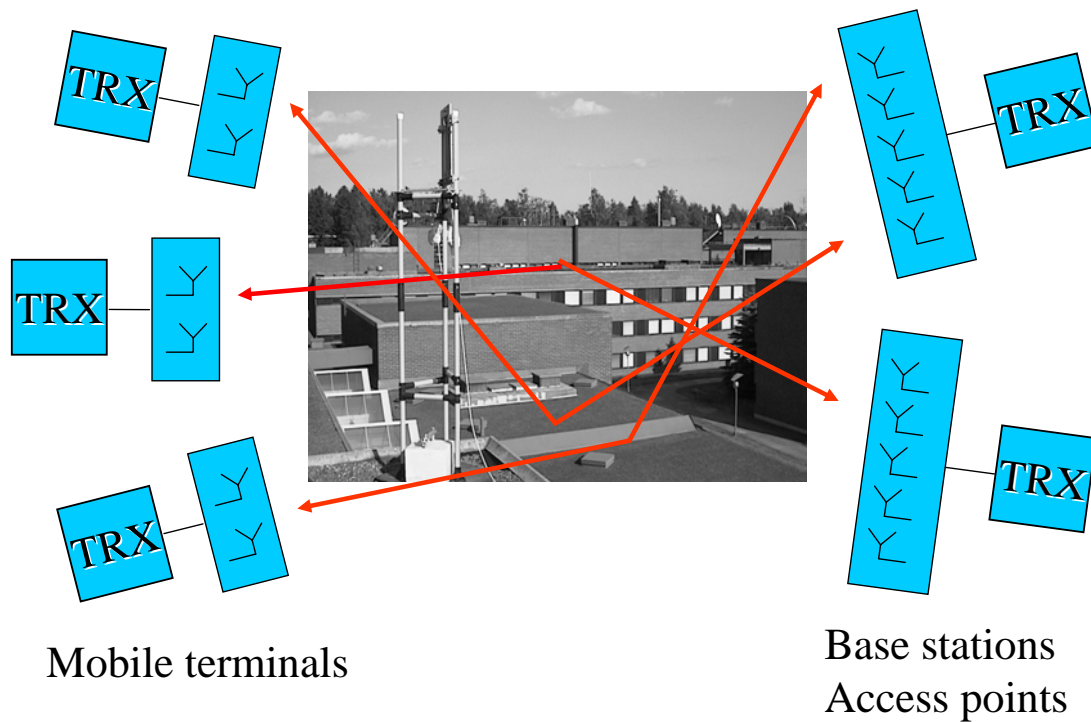 TRX
TRX
TRX
TRX
TRX
Mobile terminals
Base stations
Access points